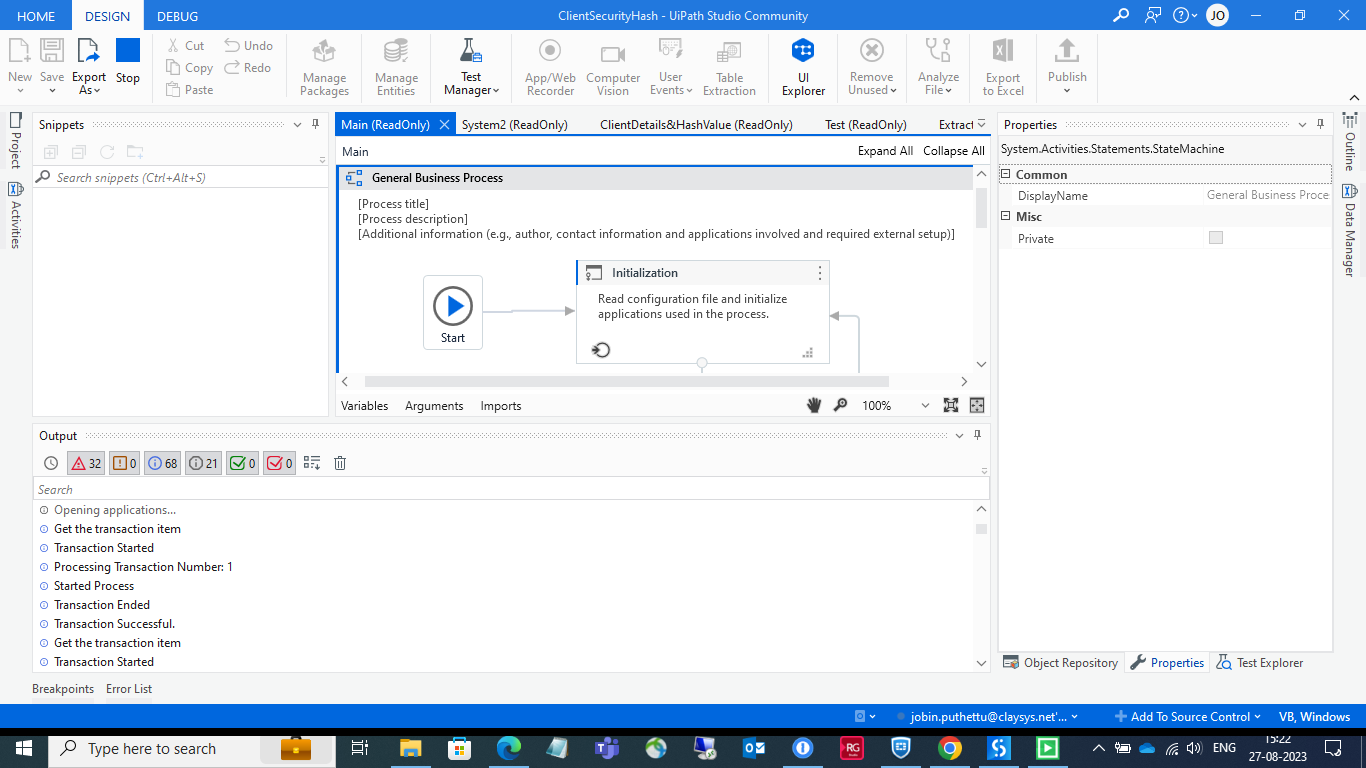 HOME DESIGN DEBUG ClientSecurityHash - UiPath Studio Community JO
New Save Export As Stop Cut Copy Paste Undo Redo Manage Packages Manage Entities Test Manager App/Web Recorder Computer Vision User Events Table Extraction UI Explorer Remove Unused Analyze File Export to Excel Publish
Project
Activities
Snippets
Search snippets (Ctrl+Alt+S)
Main (ReadOnly) System2 (ReadOnly) ClientDetails&HashValue (ReadOnly) Test (ReadOnly) Extract
Main Expand All Collapse All
General Business Process
[Process title]
[Process description]
[Additional information (e.g., author, contact information and applications involved and required external setup)]
Start
Initialization
Read configuration file and initialize
applications used in the process.
Variables Arguments Imports 100%
Properties
System.Activities.Statements.StateMachine
Common
DisplayName General Business Proce
Misc
Private
Outline
Data Manager
Output
32 0 68 21 0 0
Search
Opening applications...
Get the transaction item
Transaction Started
Processing Transaction Number: 1
Started Process
Transaction Ended
Transaction Successful.
Get the transaction item
Transaction Started
Object Repository Properties Test Explorer
Breakpoints Error List
jobin.puthettu@claysys.net'... Add To Source Control VB, Windows
Type here to search RG ENG 15:22
27-08-2023